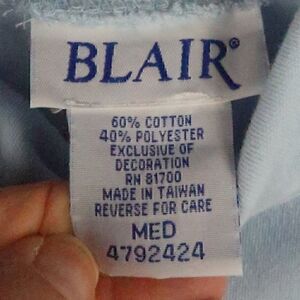 BLAIR®
60% COTTON
40% POLYESTER
EXCLUSIVE OF
DECORATION
RN 81700
MADE IN TAIWAN
REVERSE FOR CARE
MED
4792424